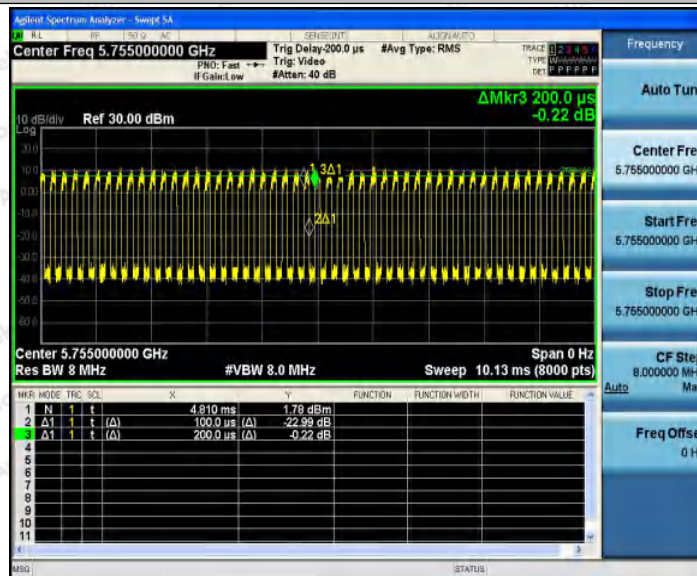 Agilent Spectrum Analyzer - Swept SA
RL RF 50 Ω AC SENSE:INT ALIGNAUTO
Center Freq 5.755000000 GHz
PNO: Fast
IFGain:Low
Trig Delay-200.0 µs
Trig: Video
#Atten: 40 dB
#Avg Type: RMS
TRACE 1 2 3 4 5
TYPE
DET P P P P P P
ΔMkr3 200.0 µs
-0.22 dB
10 dB/div Ref 30.00 dBm
Log
20.0
10.0
0.00
-10.0
-20.0
-30.0
-40.0
-50.0
-60.0
1 3Δ1
2Δ1
Center 5.755000000 GHz
Span 0 Hz
Res BW 8 MHz
#VBW 8.0 MHz
Sweep 10.13 ms (8000 pts)
MKR MODE TRC SCL X Y FUNCTION FUNCTION WIDTH FUNCTION VALUE
1 N 1 t 4.810 ms 1.78 dBm
2 Δ1 1 t (Δ) 100.0 µs (Δ) -22.99 dB
3 Δ1 1 t (Δ) 200.0 µs (Δ) -0.22 dB
4
5
6
7
8
9
10
11
MSG STATUS
Frequency
Auto Tun
Center Fre
5.755000000 GH
Start Fre
5.755000000 GH
Stop Fre
5.755000000 GH
CF Ste
8.000000 MH
Auto Ma
Freq Offse
0 H